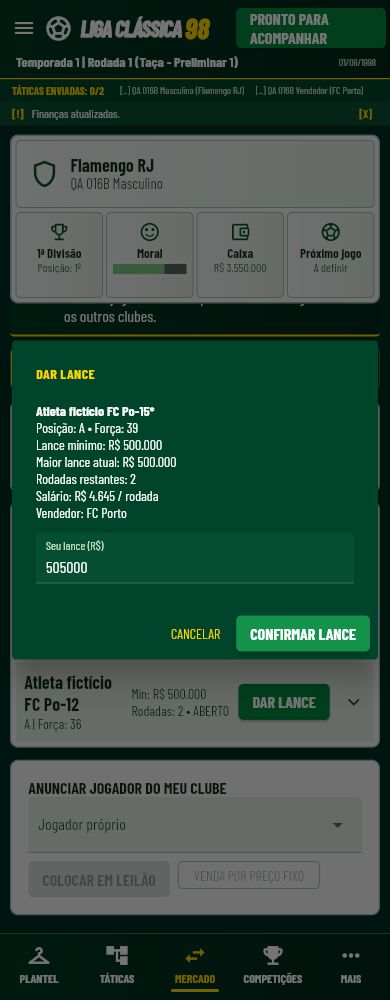 LIGA CLÁSSICA 98
PRONTO PARA
ACOMPANHAR
Temporada 1 | Rodada 1 (Taça - Preliminar 1)
01/08/1998
TÁTICAS ENVIADAS: 0/2
[_] QA 016B Masculino (Flamengo RJ)
[_] QA 016B Vendedor (FC Porto)
[!] Finanças atualizadas.
[X]
Flamengo RJ
QA 016B Masculino
1ª Divisão
Posição: 1º
Moral
Caixa
R$ 3.550.000
Próximo jogo
A definir
os outros clubes.
DAR LANCE
Atleta fictício FC Po-15*
Posição: A • Força: 39
Lance mínimo: R$ 500.000
Maior lance atual: R$ 500.000
Rodadas restantes: 2
Salário: R$ 4.645 / rodada
Vendedor: FC Porto
Seu lance (R$)
505000
CANCELAR
CONFIRMAR LANCE
Atleta fictício
FC Po-12
A | Força: 36
Mín: R$ 500.000
Rodadas: 2 • ABERTO
DAR LANCE
ANUNCIAR JOGADOR DO MEU CLUBE
Jogador próprio
COLOCAR EM LEILÃO
VENDA POR PREÇO FIXO
PLANTEL
TÁTICAS
MERCADO
COMPETIÇÕES
MAIS